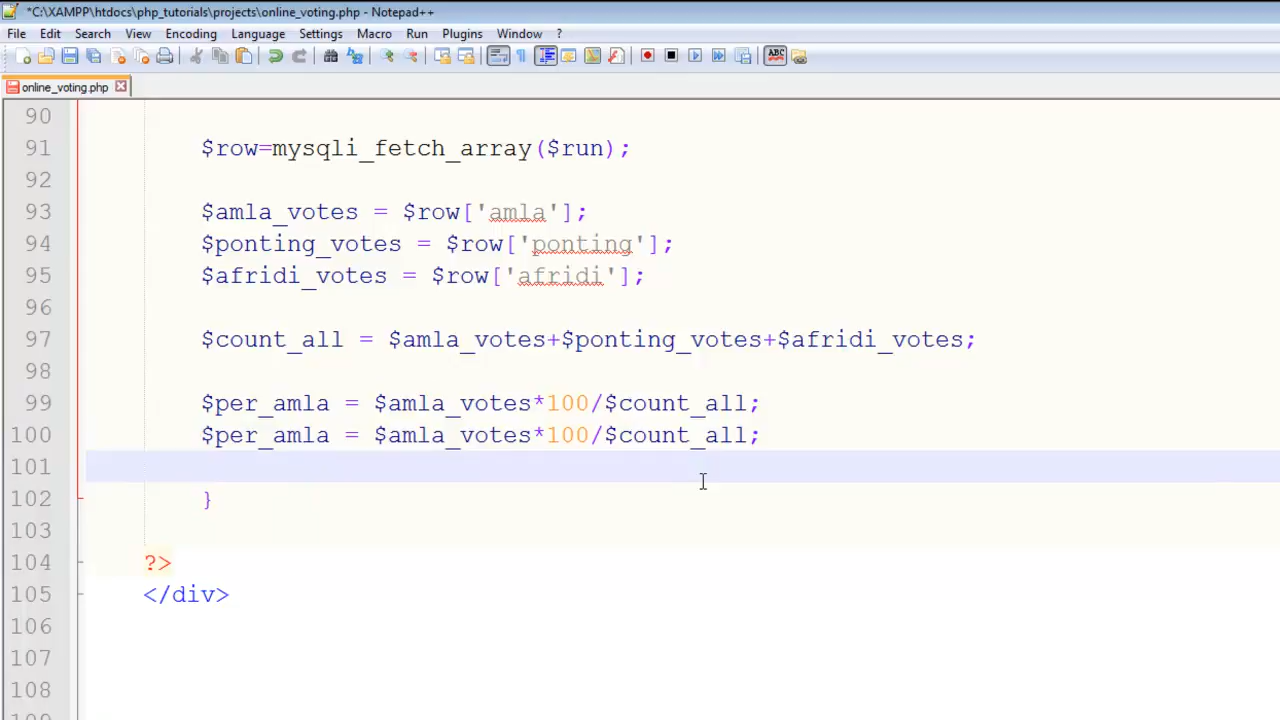 *C:\XAMPP\htdocs\php_tutorials\projects\online_voting.php - Notepad++
File Edit Search View Encoding Language Settings Macro Run Plugins Window ?
ABC
online_voting.php
90
91 $row=mysqli_fetch_array($run);
92
93 $amla_votes = $row['amla'];
94 $ponting_votes = $row['ponting'];
95 $afridi_votes = $row['afridi'];
96
97 $count_all = $amla_votes+$ponting_votes+$afridi_votes;
98
99 $per_amla = $amla_votes*100/$count_all;
100 $per_amla = $amla_votes*100/$count_all;
101
102 }
103
104 ?>
105 </div>
106
107
108
109